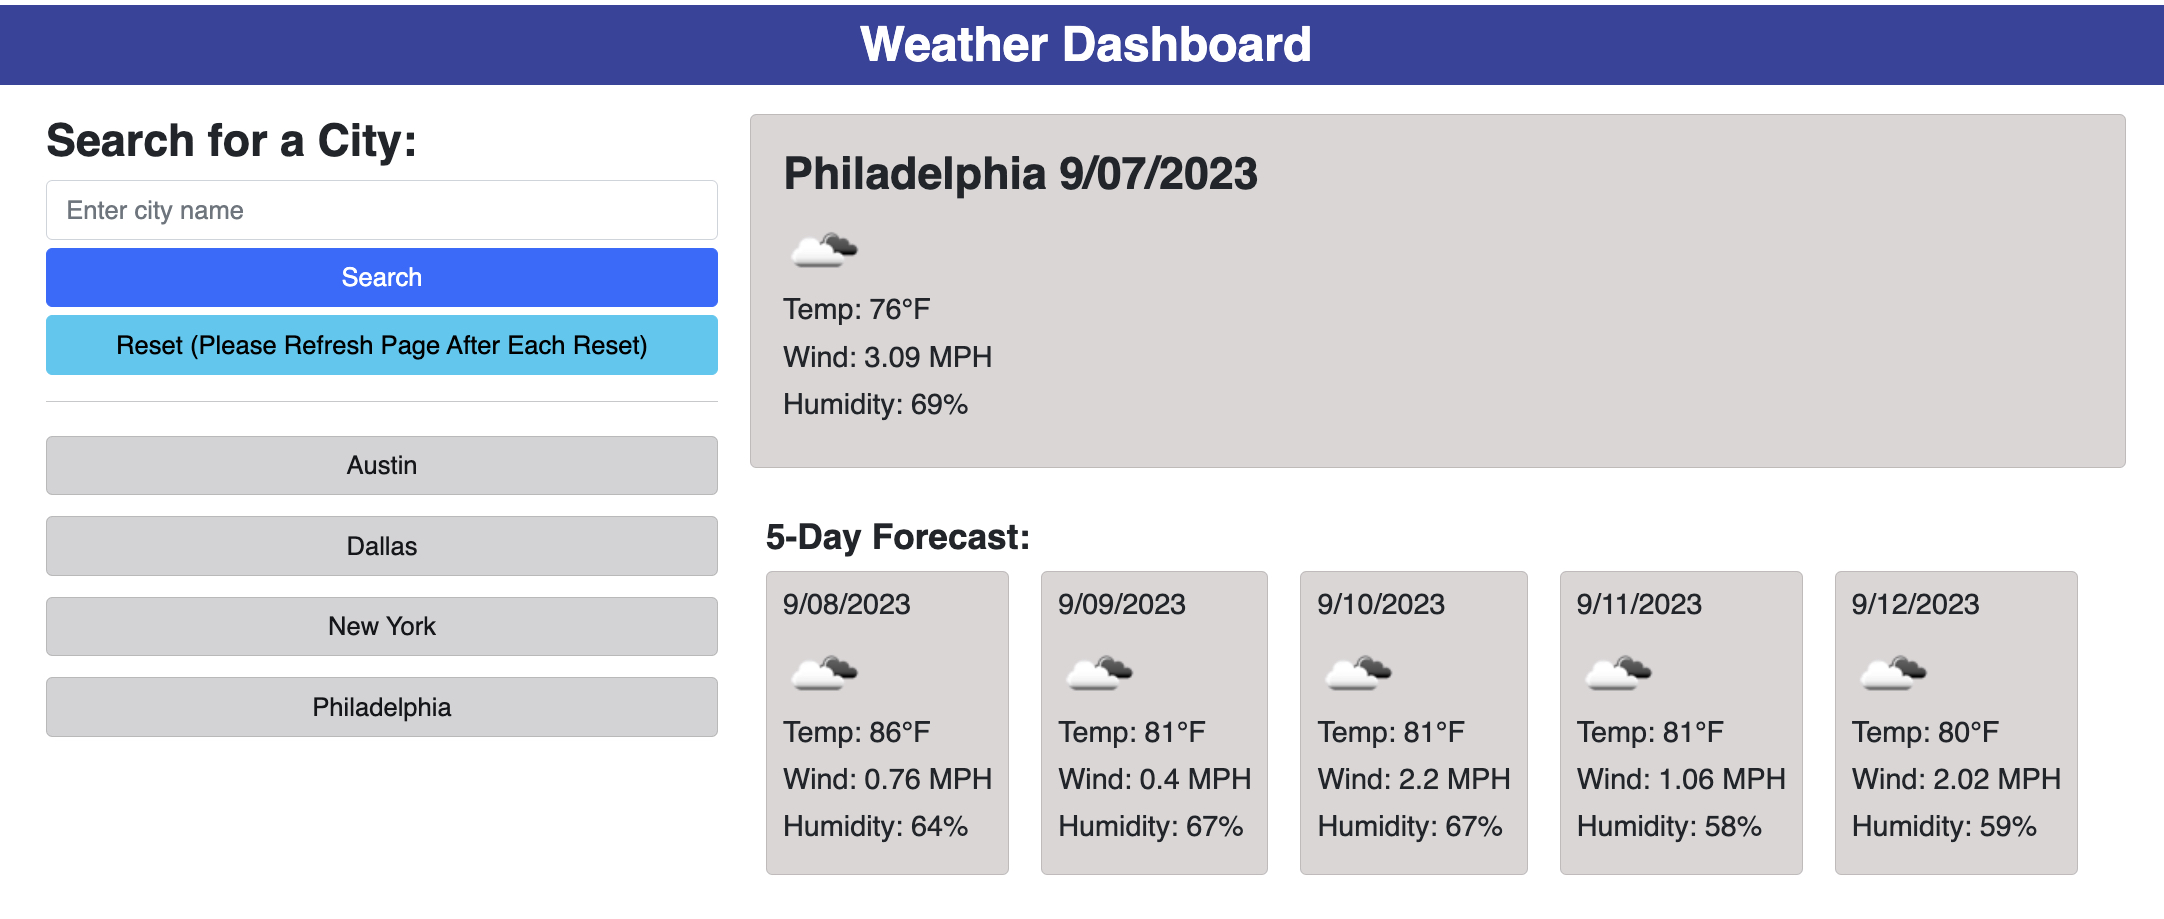 Weather Dashboard
Search for a City:
Enter city name
Search
Reset (Please Refresh Page After Each Reset)
Austin
Dallas
New York
Philadelphia
Philadelphia 9/07/2023
Temp: 76°F
Wind: 3.09 MPH
Humidity: 69%
5-Day Forecast:
9/08/2023
Temp: 86°F
Wind: 0.76 MPH
Humidity: 64%
9/09/2023
Temp: 81°F
Wind: 0.4 MPH
Humidity: 67%
9/10/2023
Temp: 81°F
Wind: 2.2 MPH
Humidity: 67%
9/11/2023
Temp: 81°F
Wind: 1.06 MPH
Humidity: 58%
9/12/2023
Temp: 80°F
Wind: 2.02 MPH
Humidity: 59%